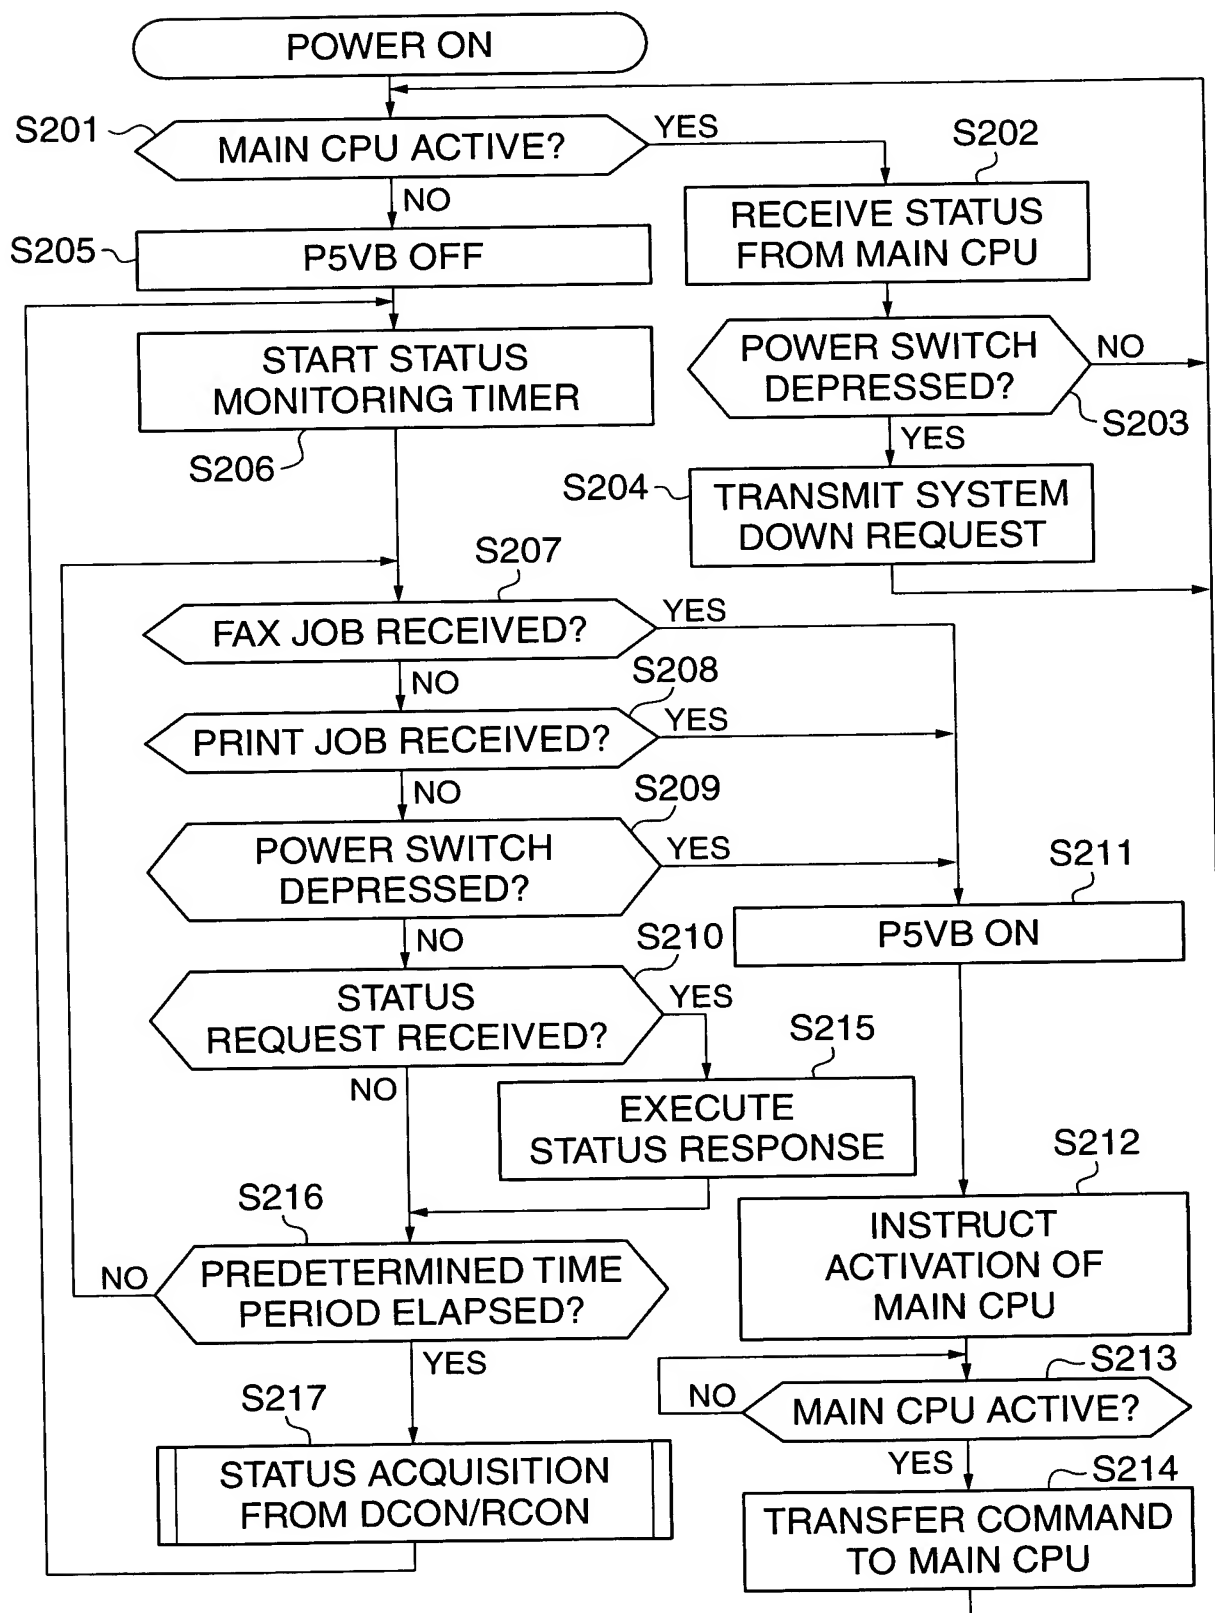 POWER ON
S201
MAIN CPU ACTIVE?
YES
NO
S202
RECEIVE STATUS
FROM MAIN CPU
S205
P5VB OFF
POWER SWITCH
DEPRESSED?
NO
S203
YES
START STATUS
MONITORING TIMER
S206
S204
TRANSMIT SYSTEM
DOWN REQUEST
S207
FAX JOB RECEIVED?
YES
NO
S208
PRINT JOB RECEIVED?
YES
NO
S209
POWER SWITCH
DEPRESSED?
YES
NO
S211
P5VB ON
S210
STATUS
REQUEST RECEIVED?
YES
NO
S215
EXECUTE
STATUS RESPONSE
S212
INSTRUCT
ACTIVATION OF
MAIN CPU
S216
PREDETERMINED TIME
PERIOD ELAPSED?
NO
YES
S213
MAIN CPU ACTIVE?
NO
YES
S217
STATUS ACQUISITION
FROM DCON/RCON
S214
TRANSFER COMMAND
TO MAIN CPU